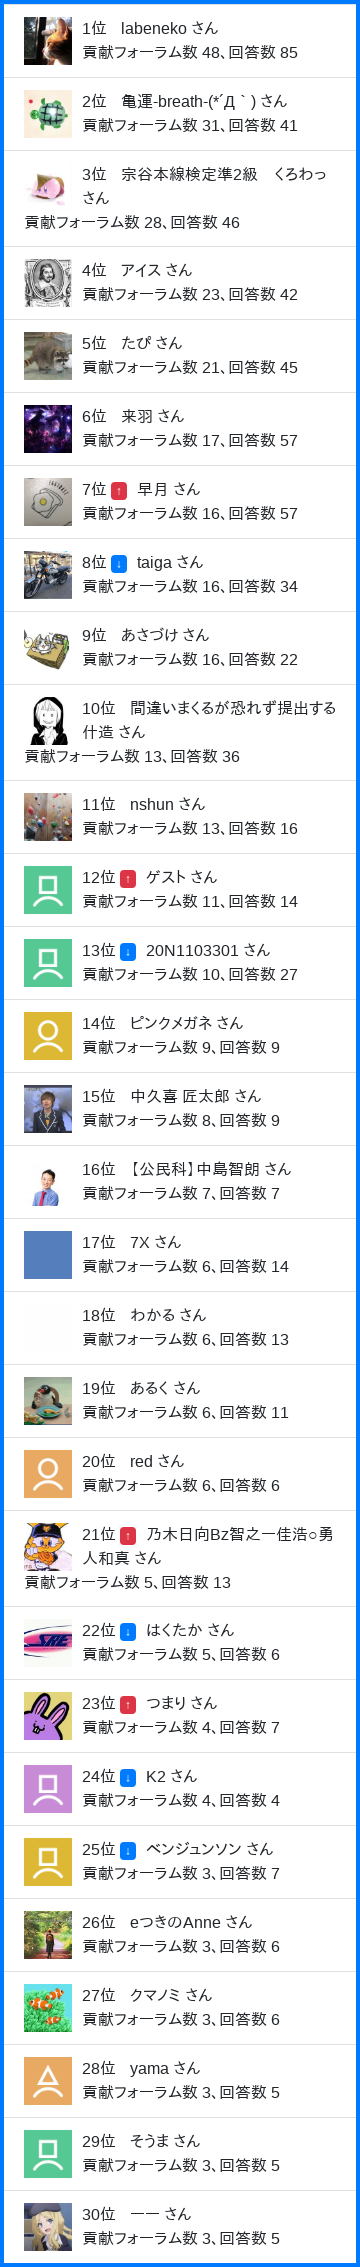 1位 labeneko さん
貢献フォーラム数 48、回答数 85
2位 亀運-breath-(*´Д｀) さん
貢献フォーラム数 31、回答数 41
3位 宗谷本線検定準2級　くろわっ
さん
貢献フォーラム数 28、回答数 46
4位 アイス さん
貢献フォーラム数 23、回答数 42
5位 たぴ さん
貢献フォーラム数 21、回答数 45
6位 来羽 さん
貢献フォーラム数 17、回答数 57
7位 ↑ 早月 さん
貢献フォーラム数 16、回答数 57
8位 ↓ taiga さん
貢献フォーラム数 16、回答数 34
9位 あさづけ さん
貢献フォーラム数 16、回答数 22
10位 間違いまくるが恐れず提出する
什造 さん
貢献フォーラム数 13、回答数 36
11位 nshun さん
貢献フォーラム数 13、回答数 16
12位 ↑ ゲスト さん
貢献フォーラム数 11、回答数 14
13位 ↓ 20N1103301 さん
貢献フォーラム数 10、回答数 27
14位 ピンクメガネ さん
貢献フォーラム数 9、回答数 9
15位 中久喜 匠太郎 さん
貢献フォーラム数 8、回答数 9
16位 【公民科】中島智朗 さん
貢献フォーラム数 7、回答数 7
17位 7X さん
貢献フォーラム数 6、回答数 14
18位 わかる さん
貢献フォーラム数 6、回答数 13
19位 あるく さん
貢献フォーラム数 6、回答数 11
20位 red さん
貢献フォーラム数 6、回答数 6
21位 ↑ 乃木日向Bz智之一佳浩○勇
人和真 さん
貢献フォーラム数 5、回答数 13
22位 ↓ はくたか さん
貢献フォーラム数 5、回答数 6
23位 ↑ つまり さん
貢献フォーラム数 4、回答数 7
24位 ↓ K2 さん
貢献フォーラム数 4、回答数 4
25位 ↓ ベンジュンソン さん
貢献フォーラム数 3、回答数 7
26位 eつきのAnne さん
貢献フォーラム数 3、回答数 6
27位 クマノミ さん
貢献フォーラム数 3、回答数 6
28位 yama さん
貢献フォーラム数 3、回答数 5
29位 そうま さん
貢献フォーラム数 3、回答数 5
30位 一一 さん
貢献フォーラム数 3、回答数 5